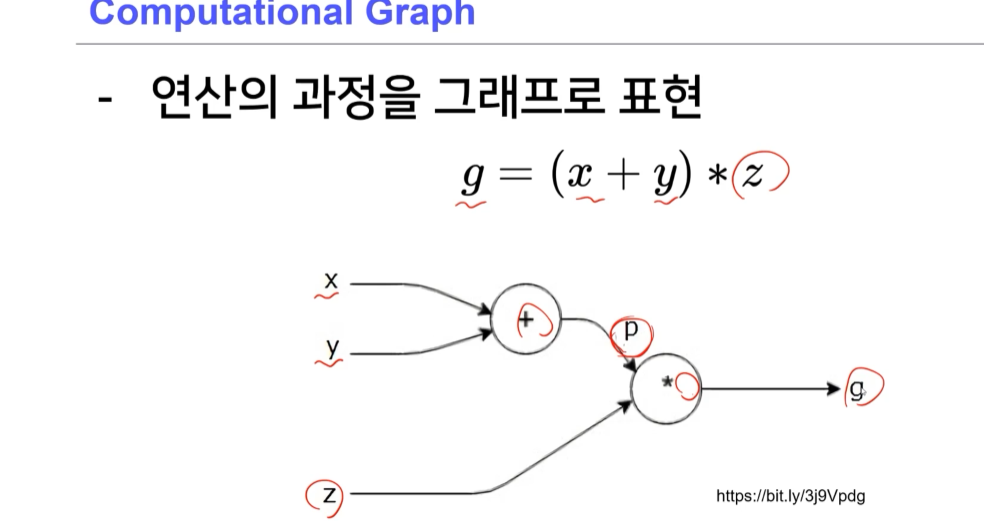 Computational Graph
- 연산의 과정을 그래프로 표현
g = (x + y) * z
x
+
p
y
*
g
z
https://bit.ly/3j9Vpdg